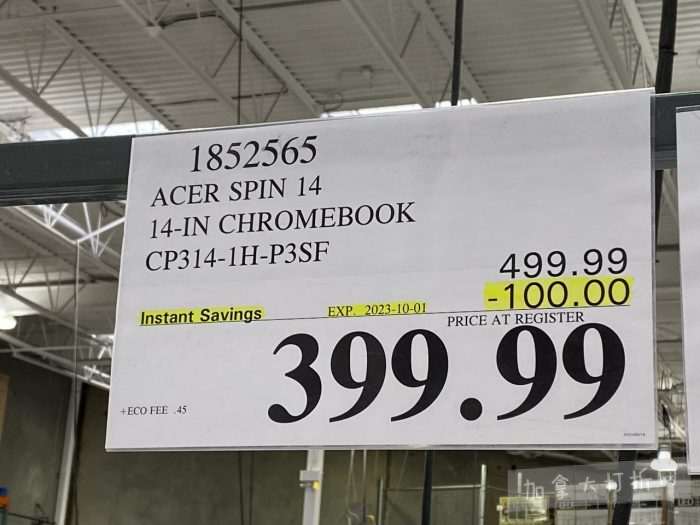 1852565
ACER SPIN 14
14-IN CHROMEBOOK
CP314-1H-P3SF
499.99
-100.00
Instant Savings
EXP. 2023-10-01
PRICE AT REGISTER
399.99
+ECO FEE .45
加拿大打折网